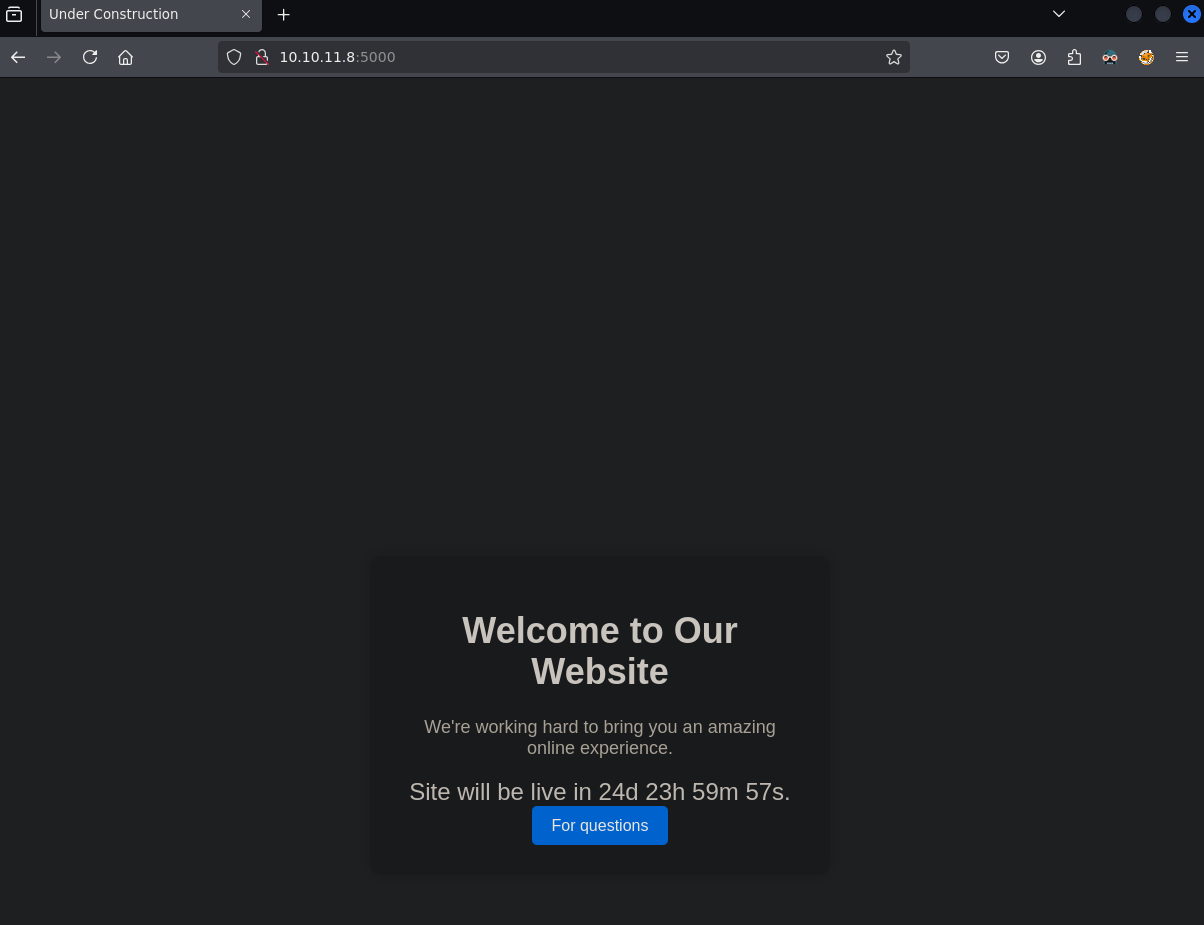 Under Construction
10.10.11.8:5000
Welcome to Our
Website
We're working hard to bring you an amazing
online experience.
Site will be live in 24d 23h 59m 57s.
For questions